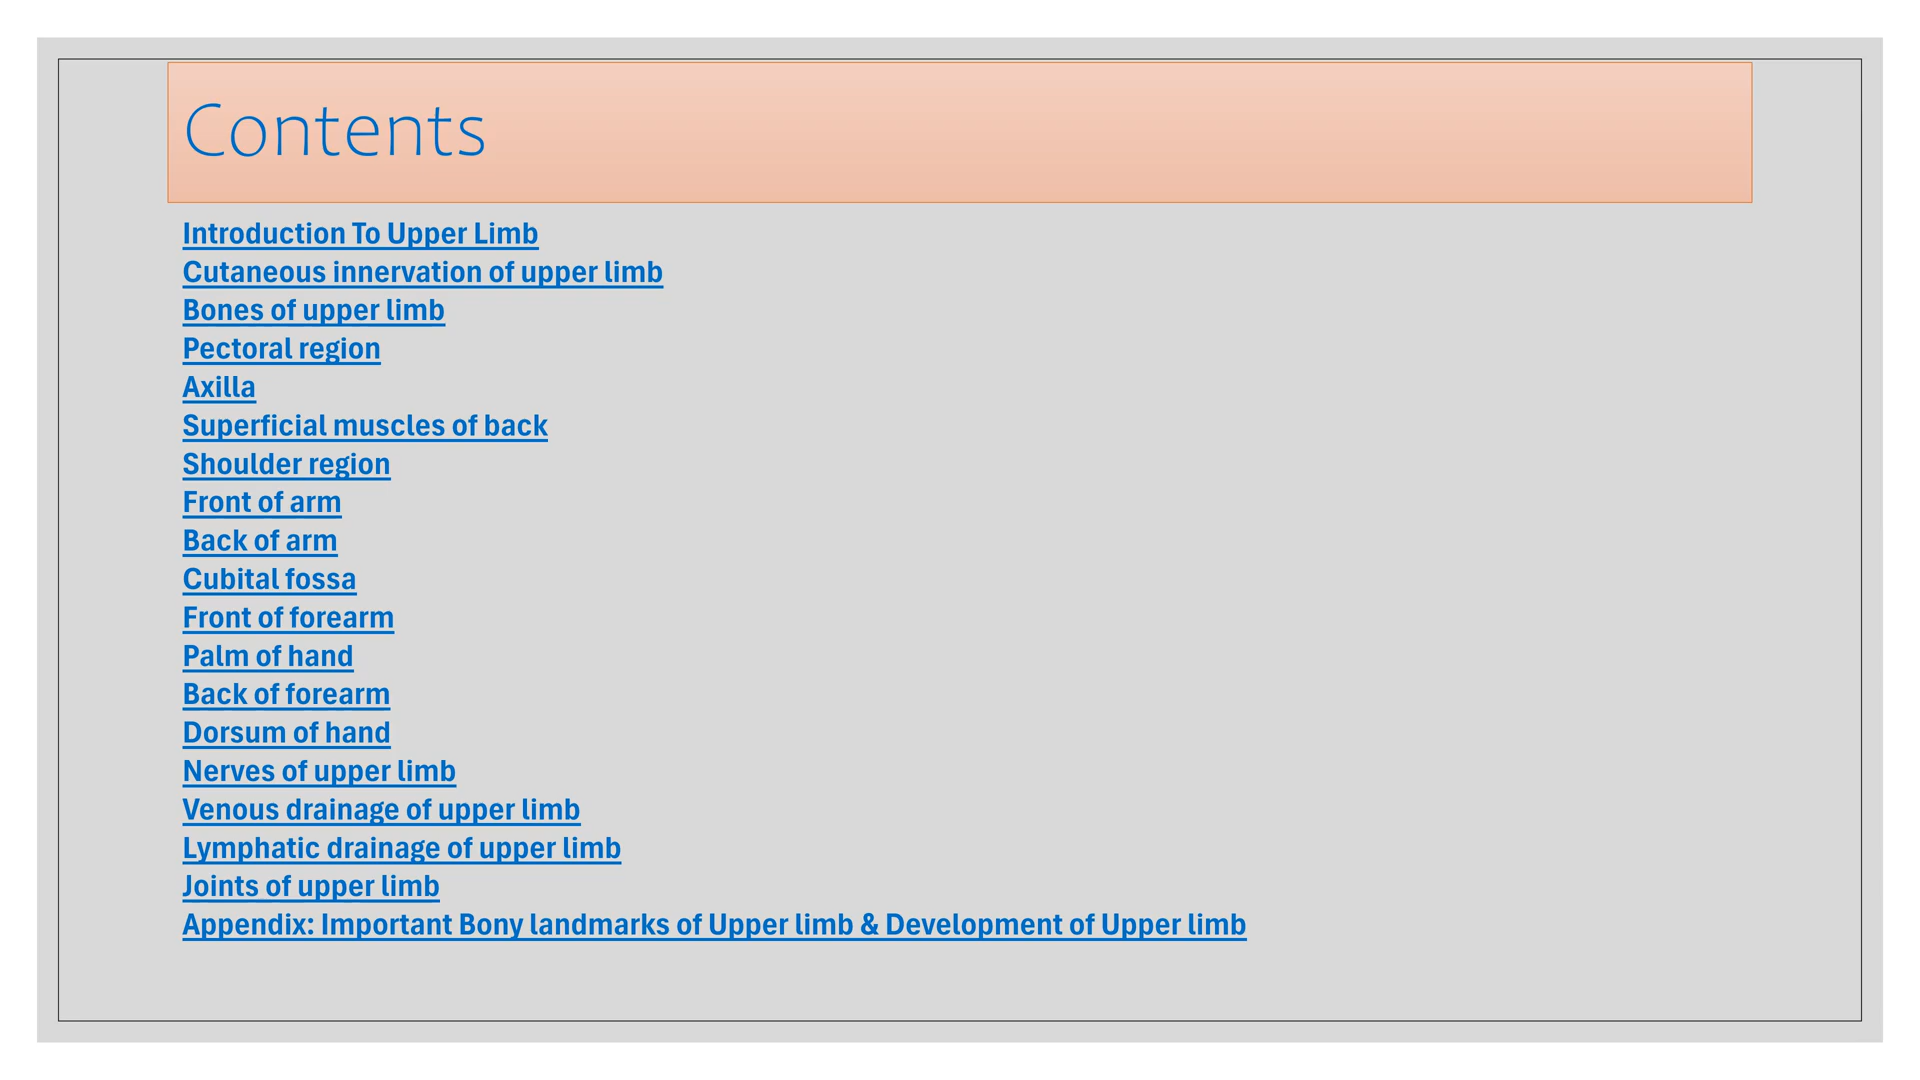 Contents
Introduction To Upper Limb
Cutaneous innervation of upper limb
Bones of upper limb
Pectoral region
Axilla
Superficial muscles of back
Shoulder region
Front of arm
Back of arm
Cubital fossa
Front of forearm
Palm of hand
Back of forearm
Dorsum of hand
Nerves of upper limb
Venous drainage of upper limb
Lymphatic drainage of upper limb
Joints of upper limb
Appendix: Important Bony landmarks of Upper limb & Development of Upper limb